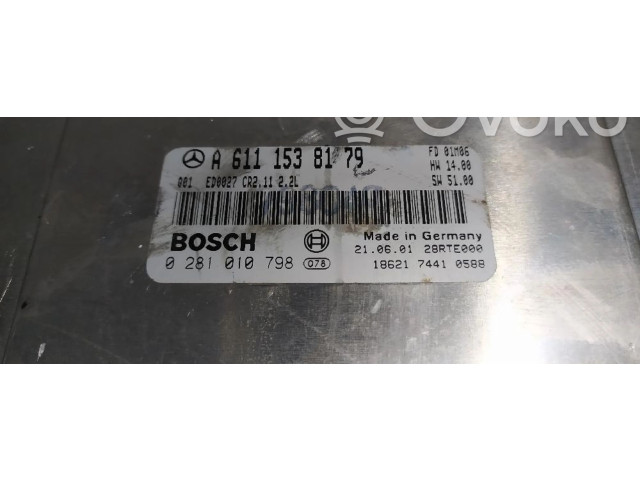 Ovoko
A 611 153 81 79
FD 01M06
HW 14.00
SW 51.00
Q01 ED0027 CR2.11 2.2L
BOSCH
Made in Germany
0 281 010 798 078
21.06.01 28RTE000
18621 7441 0588